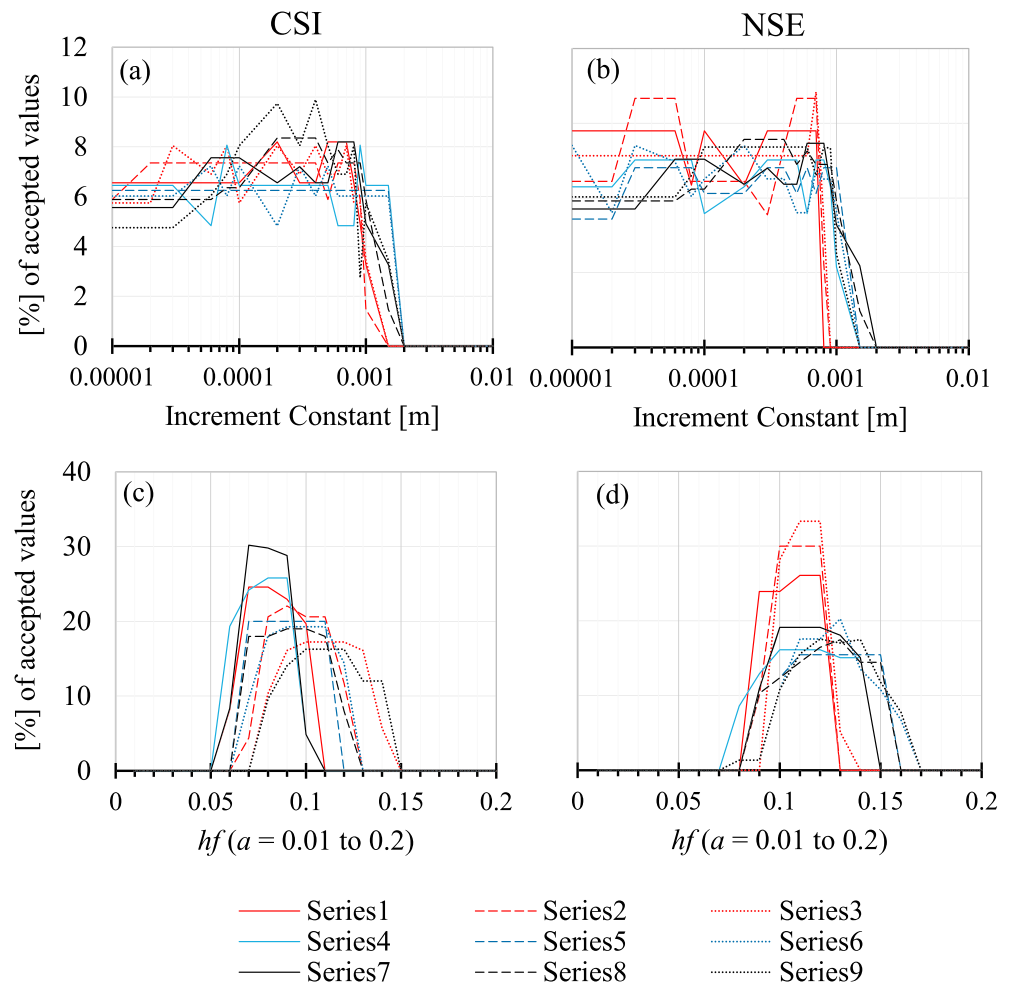 CSI NSE
12
10
8
6
4
2
0
[%] of accepted values
(a) (b)
0.00001 0.0001 0.001 0.01 0.00001 0.0001 0.001 0.01
Increment Constant [m] Increment Constant [m]
40
30
20
10
0
[%] of accepted values
(c) (d)
0 0.05 0.1 0.15 0.2 0 0.05 0.1 0.15 0.2
hf (a = 0.01 to 0.2) hf (a = 0.01 to 0.2)
Series1 Series2 Series3
Series4 Series5 Series6
Series7 Series8 Series9